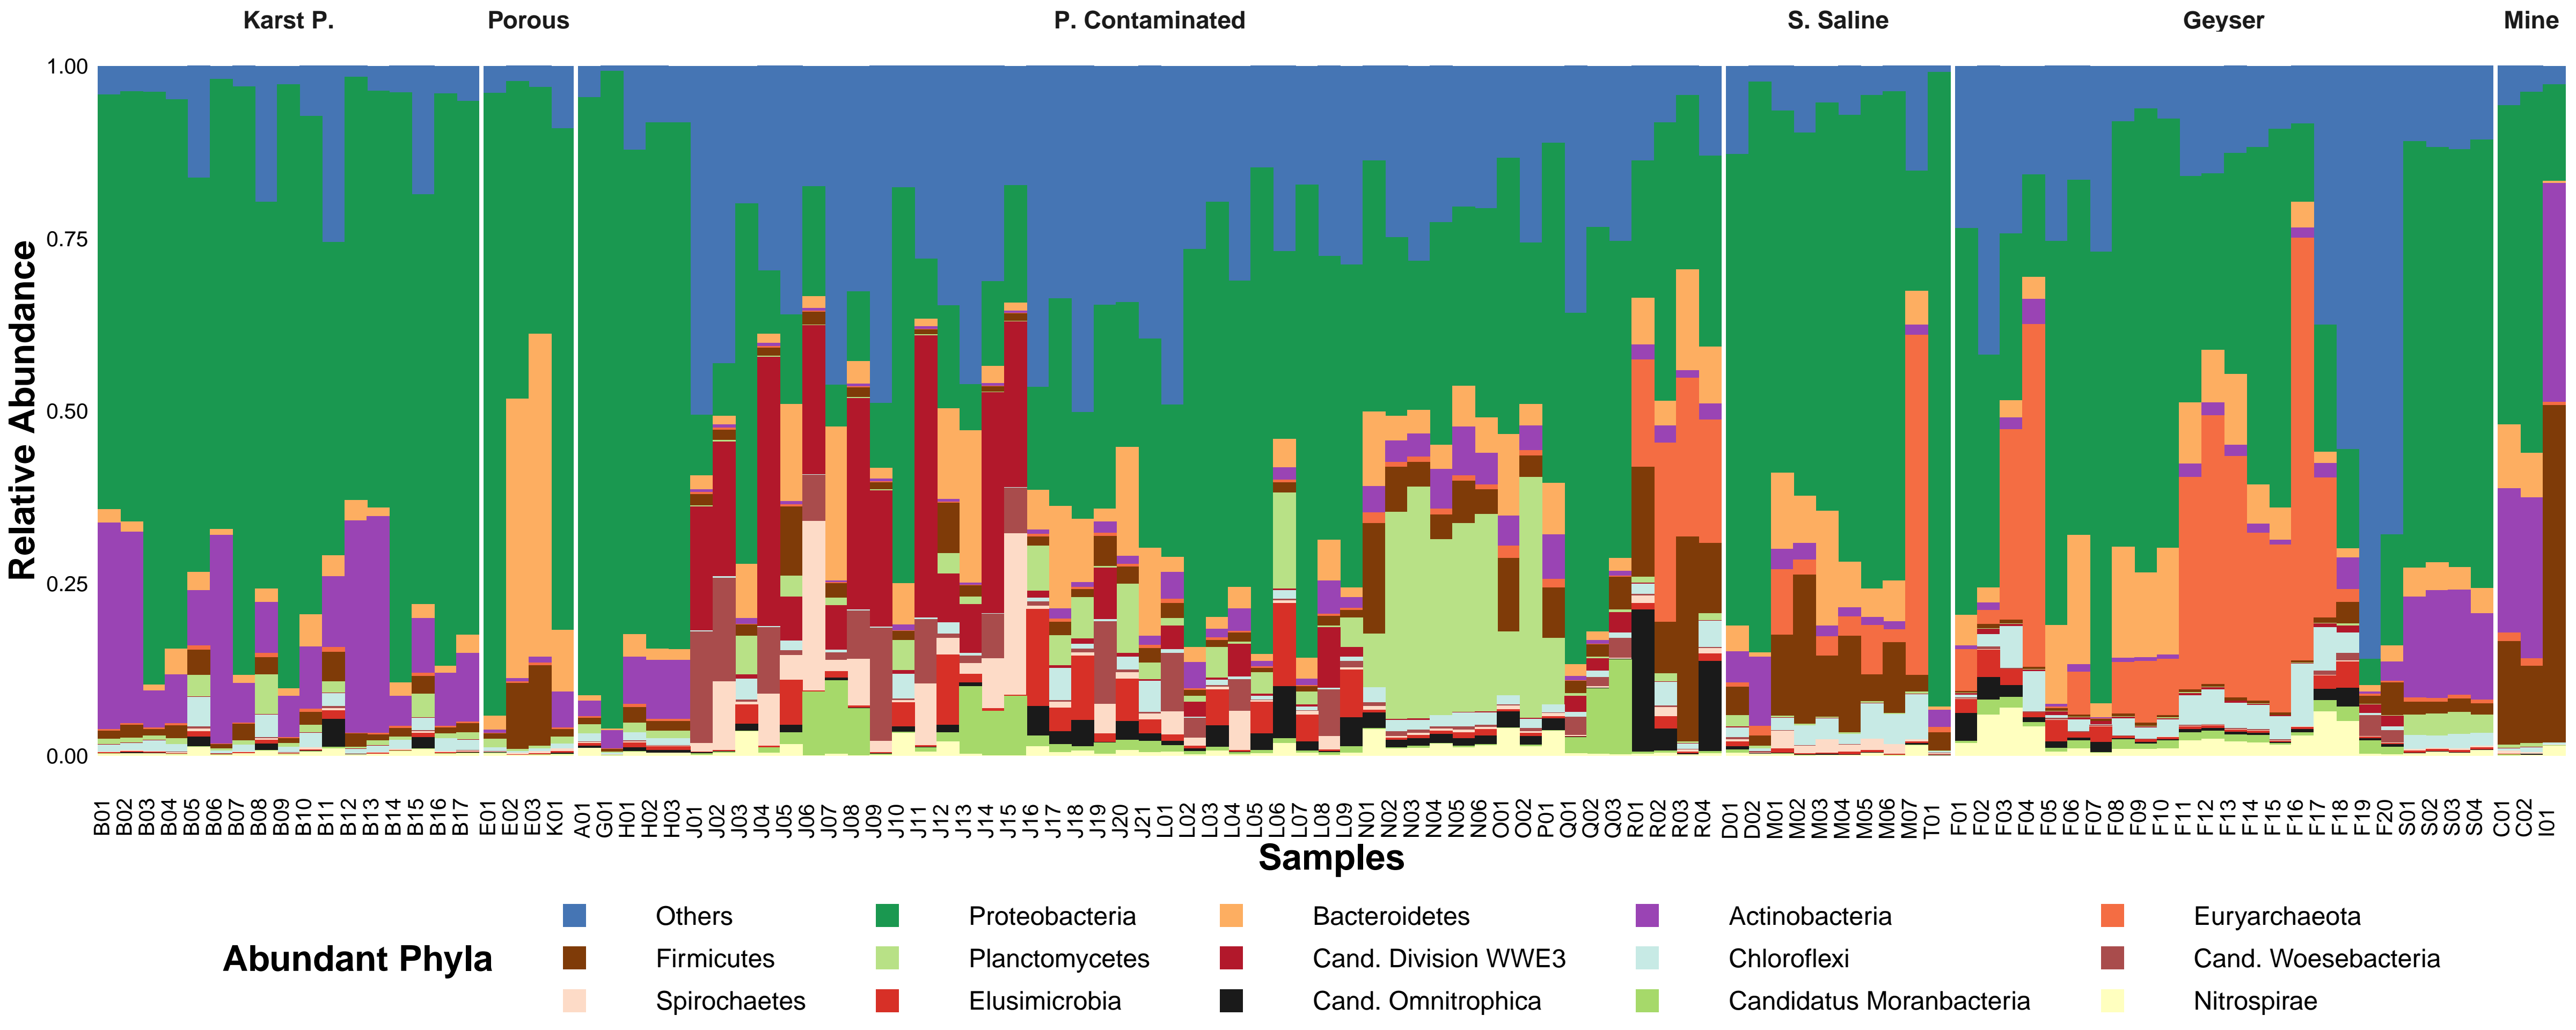 Karst P. Porous P. Contaminated S. Saline Geyser Mine
Relative Abundance
1.00
0.75
0.50
0.25
0.00
B01 B02 B03 B04 B05 B06 B07 B08 B09 B10 B11 B12 B13 B14 B15 B16 B17 E01 E02 E03 K01 A01 G01 H01 H02 H03 J01 J02 J03 J04 J05 J06 J07 J08 J09 J10 J11 J12 J13 J14 J15 J16 J17 J18 J19 J20 J21 L01 L02 L03 L04 L05 L06 L07 L08 L09 N01 N02 N03 N04 N05 N06 O01 O02 P01 Q01 Q02 Q03 R01 R02 R03 R04 D01 D02 M01 M02 M03 M04 M05 M06 M07 T01 F01 F02 F03 F04 F05 F06 F07 F08 F09 F10 F11 F12 F13 F14 F15 F16 F17 F18 F19 F20 S01 S02 S03 S04 C01 C02 I01
Samples
Abundant Phyla
Others Proteobacteria Bacteroidetes Actinobacteria Euryarchaeota
Firmicutes Planctomycetes Cand. Division WWE3 Chloroflexi Cand. Woesebacteria
Spirochaetes Elusimicrobia Cand. Omnitrophica Candidatus Moranbacteria Nitrospirae